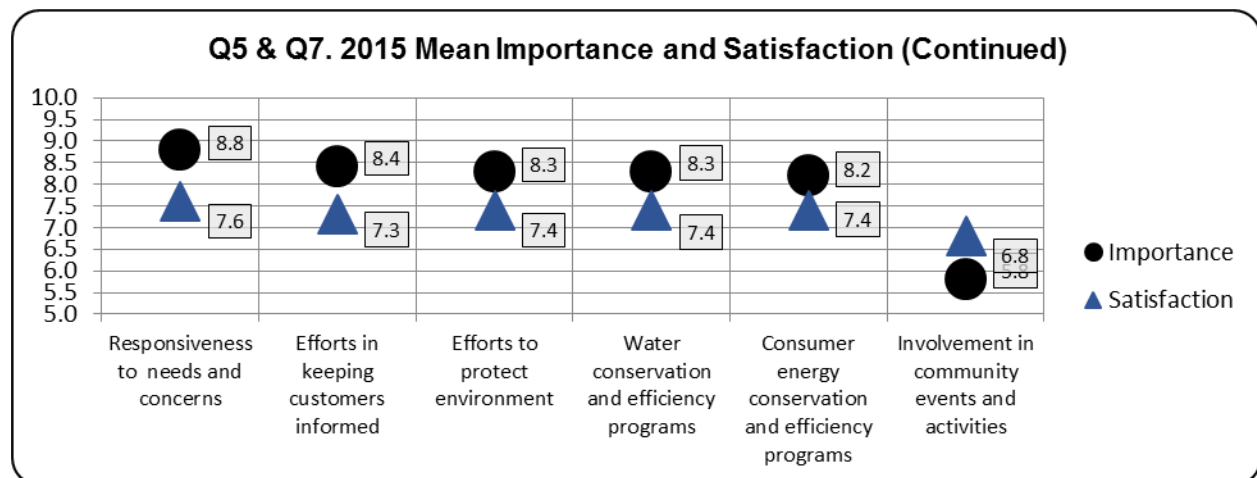 Q5 & Q7. 2015 Mean Importance and Satisfaction (Continued)
10.0
9.5
9.0
8.5
8.0
7.5
7.0
6.5
6.0
5.5
5.0
8.8
8.4
8.3
8.3
8.2
5.8
7.6
7.3
7.4
7.4
7.4
6.8
Responsiveness
to needs and
concerns
Efforts in
keeping
customers
informed
Efforts to
protect
environment
Water
conservation
and efficiency
programs
Consumer
energy
conservation
and efficiency
programs
Involvement in
community
events and
activities
Importance
Satisfaction